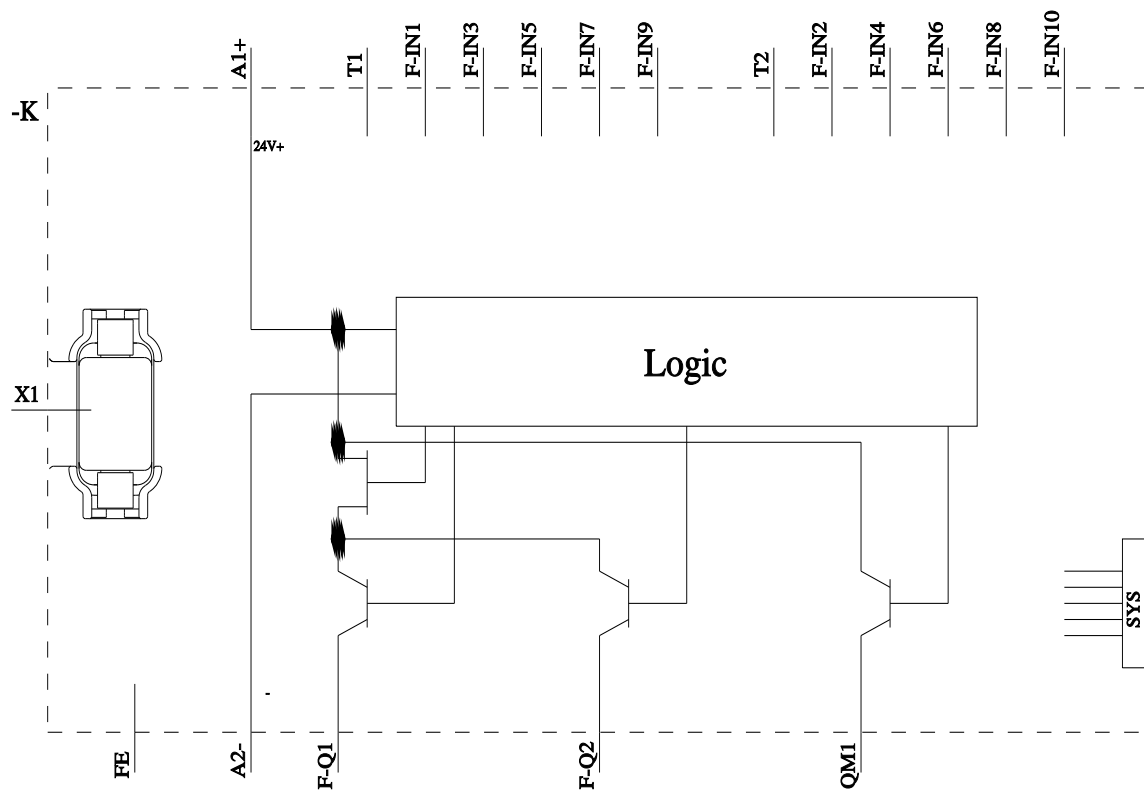 A1+
T1
F-IN1
F-IN3
F-IN5
F-IN7
F-IN9
T2
F-IN2
F-IN4
F-IN6
F-IN8
F-IN10
-K
24V+
Logic
X1
SYS
-
FE
A2-
F-Q1
F-Q2
QM1